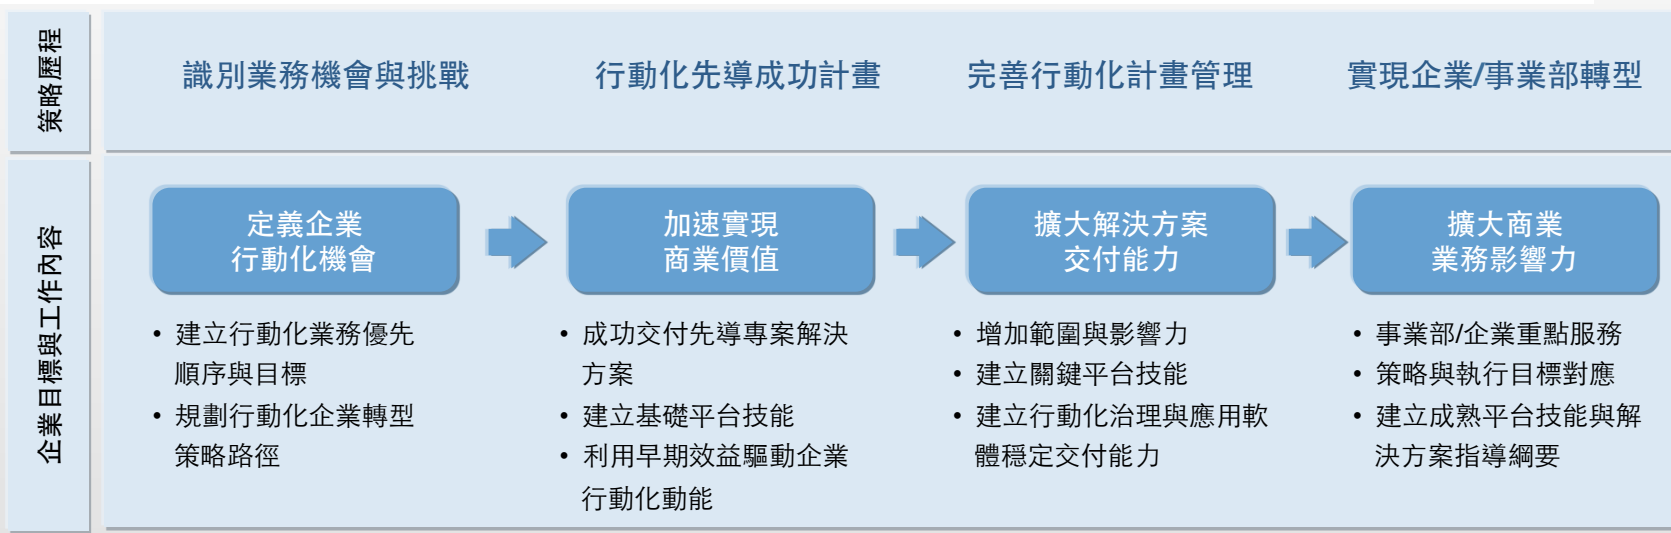 策略歷程
識別業務機會與挑戰
行動化先導成功計畫
完善行動化計畫管理
實現企業/事業部轉型
企業目標與工作內容
定義企業
行動化機會
加速實現
商業價值
擴大解決方案
交付能力
擴大商業
業務影響力
• 建立行動化業務優先
順序與目標
• 規劃行動化企業轉型
策略路徑
• 成功交付先導專案解決
方案
• 建立基礎平台技能
• 利用早期效益驅動企業
行動化動能
• 增加範圍與影響力
• 建立關鍵平台技能
• 建立行動化治理與應用軟
體穩定交付能力
• 事業部/企業重點服務
• 策略與執行目標對應
• 建立成熟平台技能與解
決方案指導綱要